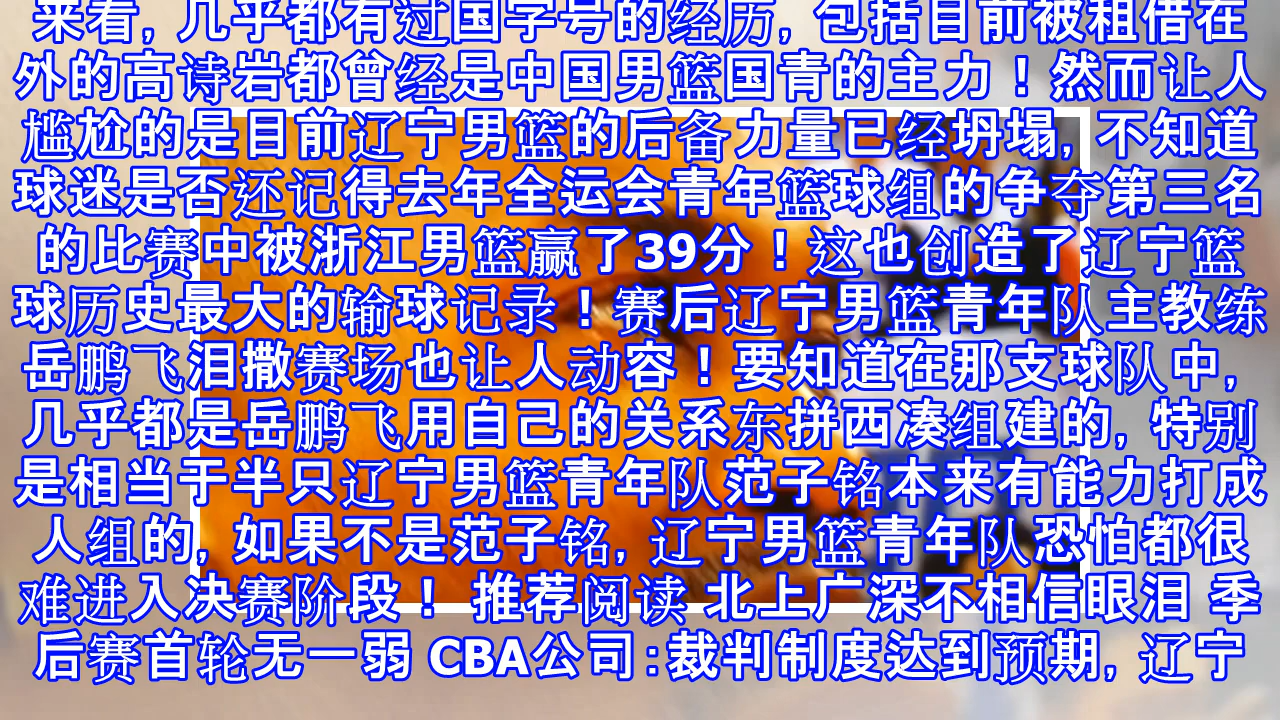 来看, 几乎都有过国字号的经历, 包括目前被租借在
外的高诗岩都曾经是中国男篮国青的主力！然而让人
尴尬的是目前辽宁男篮的后备力量已经坍塌, 不知道
球迷是否还记得去年全运会青年篮球组的争夺第三名
的比赛中被浙江男篮赢了39分！这也创造了辽宁篮
球历史最大的输球记录！赛后辽宁男篮青年队主教练
岳鹏飞泪撒赛场也让人动容！要知道在那支球队中,
几乎都是岳鹏飞用自己的关系东拼西凑组建的, 特别
是相当于半只辽宁男篮青年队范子铭本来有能力打成
人组的, 如果不是范子铭, 辽宁男篮青年队恐怕都很
难进入决赛阶段！ 推荐阅读 北上广深不相信眼泪 季
后赛首轮无一弱 CBA公司:裁判制度达到预期, 辽宁